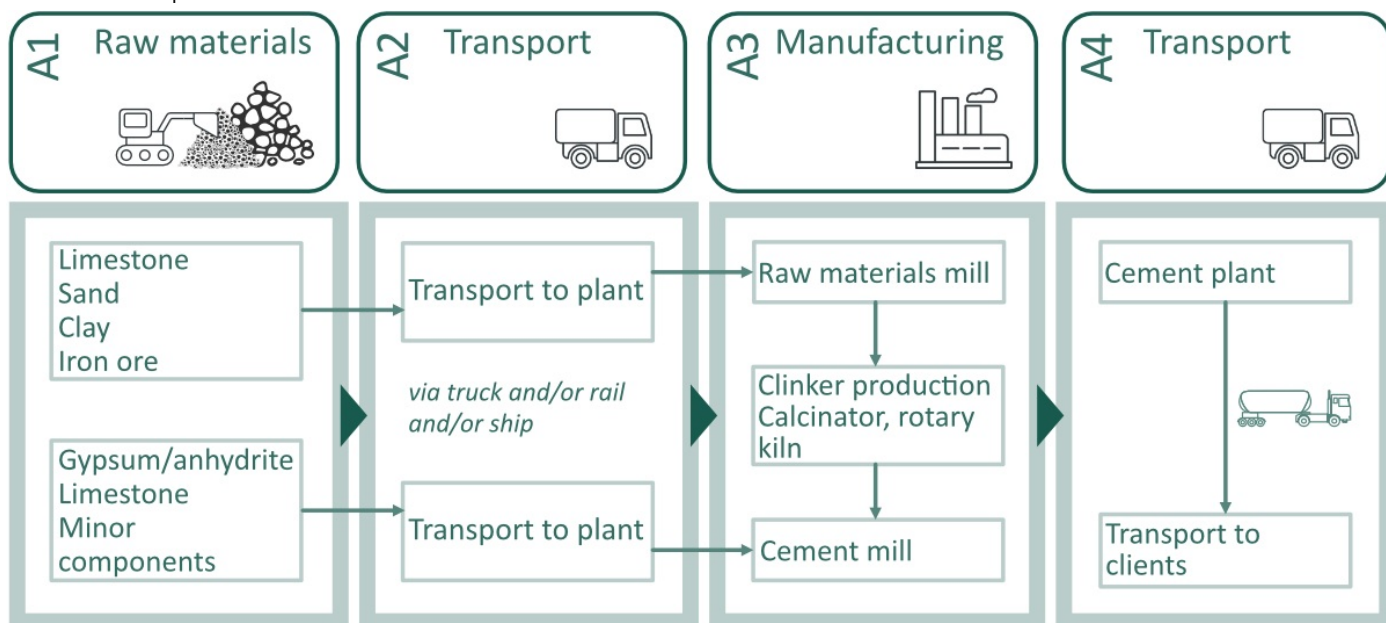 A1 Raw materials
A2 Transport
A3 Manufacturing
A4 Transport
Limestone
Sand
Clay
Iron ore
Gypsum/anhydrite
Limestone
Minor
components
Transport to plant
via truck and/or rail
and/or ship
Transport to plant
Raw materials mill
Clinker production
Calcinator, rotary
kiln
Cement mill
Cement plant
Transport to
clients